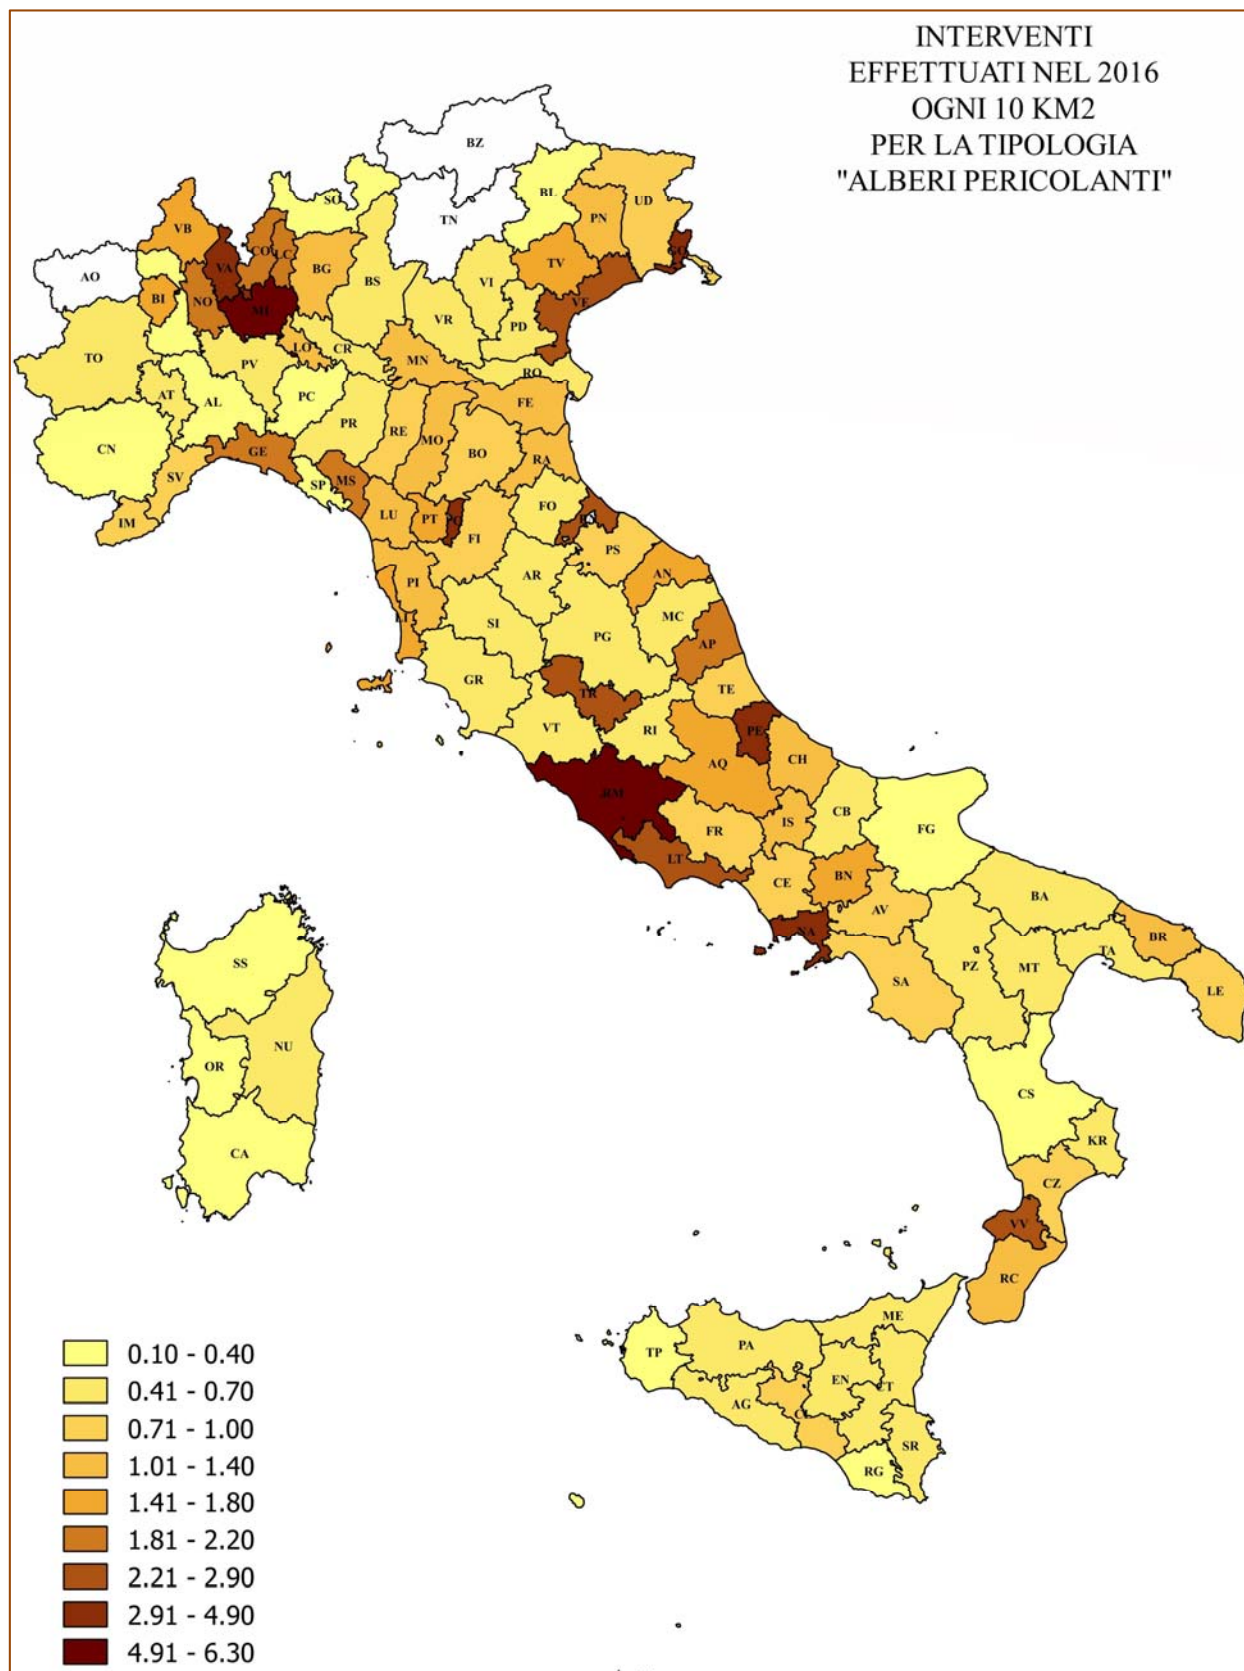 INTERVENTI
EFFETTUATI NEL 2016
OGNI 10 KM2
PER LA TIPOLOGIA
"ALBERI PERICOLANTI"
BZ
BL
SO
TN
UD
PN
VB
GO
CO
LC
TV
AO
VA
BG
BS
VI
TS
BI
NO
MI
VE
VR
PD
LO
CR
TO
PV
MN
RO
AT
AL
PC
FE
PR
RE
MO
CN
GE
BO
RA
SV
MS
SP
FO
IM
LU
PT
PO
FI
PS
AN
AR
PI
LI
MC
SI
PG
AP
GR
TR
TE
VT
RI
PE
AQ
CH
RM
CB
IS
FG
FR
LT
CE
BN
BA
AV
NA
BR
TA
SS
PZ
MT
SA
LE
NU
OR
CS
KR
CA
CZ
VV
RC
ME
PA
TP
EN
CT
AG
CL
SR
RG
0.10 - 0.40
0.41 - 0.70
0.71 - 1.00
1.01 - 1.40
1.41 - 1.80
1.81 - 2.20
2.21 - 2.90
2.91 - 4.90
4.91 - 6.30